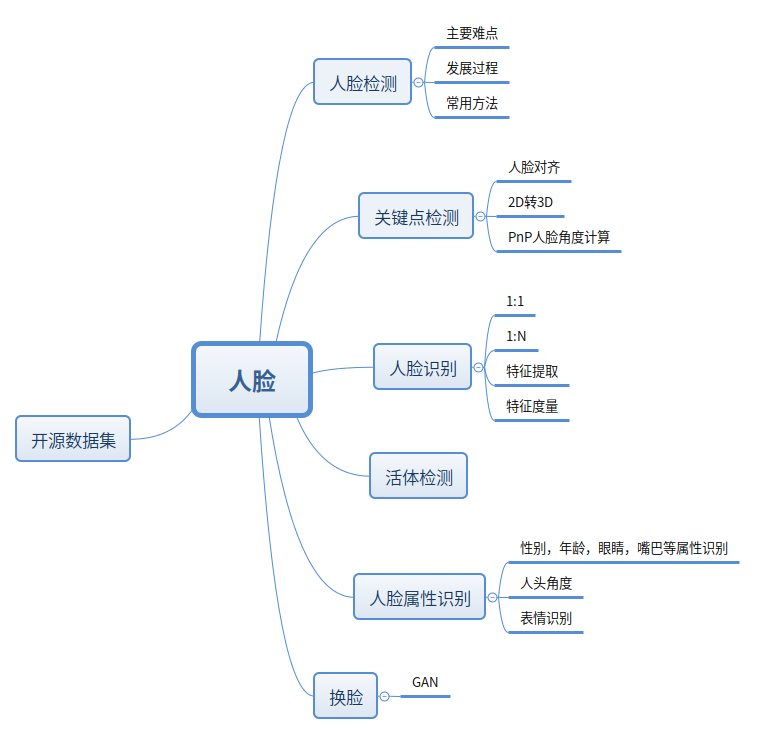 人脸
人脸检测
主要难点
发展过程
常用方法
关键点检测
人脸对齐
2D转3D
PnP人脸角度计算
人脸识别
1:1
1:N
特征提取
特征度量
活体检测
人脸属性识别
性别，年龄，眼睛，嘴巴等属性识别
人头角度
表情识别
换脸
GAN
开源数据集